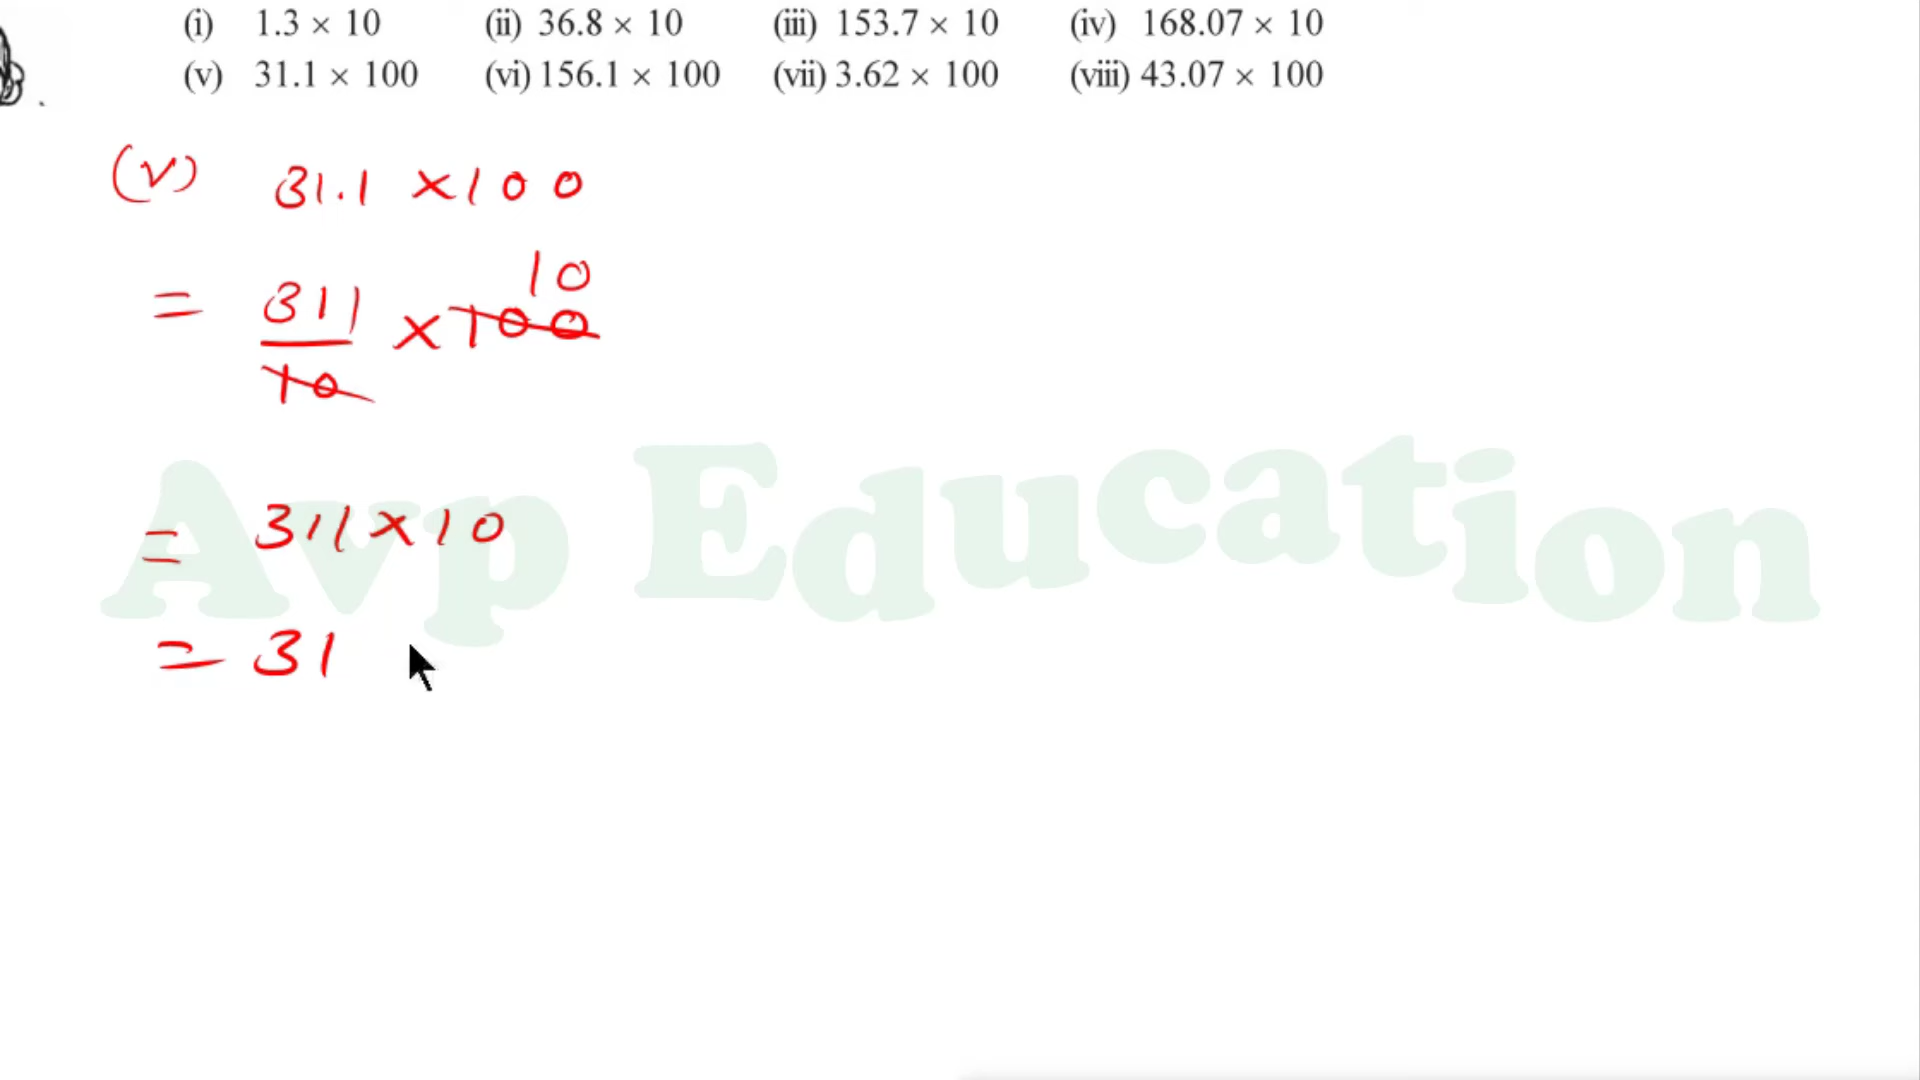 (i) 1.3 × 10 (ii) 36.8 × 10 (iii) 153.7 × 10 (iv) 168.07 × 10
(v) 31.1 × 100 (vi) 156.1 × 100 (vii) 3.62 × 100 (viii) 43.07 × 100
(v) 31.1 × 100
10
= 311 × 100
10
Avp Education
= 311 × 10
= 31